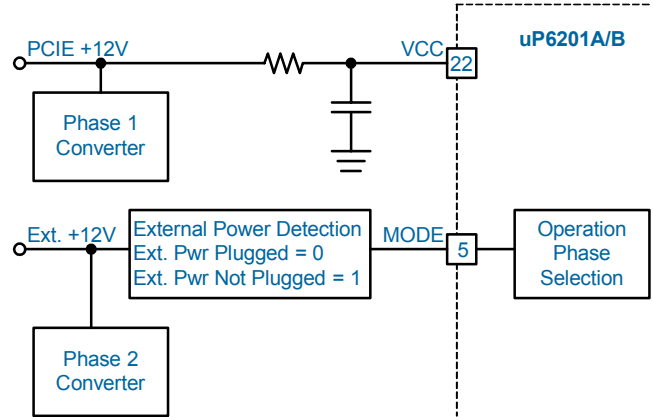 PCIE +12V
VCC
uP6201A/B
22
Phase 1
Converter
Ext. +12V
External Power Detection
Ext. Pwr Plugged = 0
Ext. Pwr Not Plugged = 1
MODE
5
Operation
Phase
Selection
Phase 2
Converter